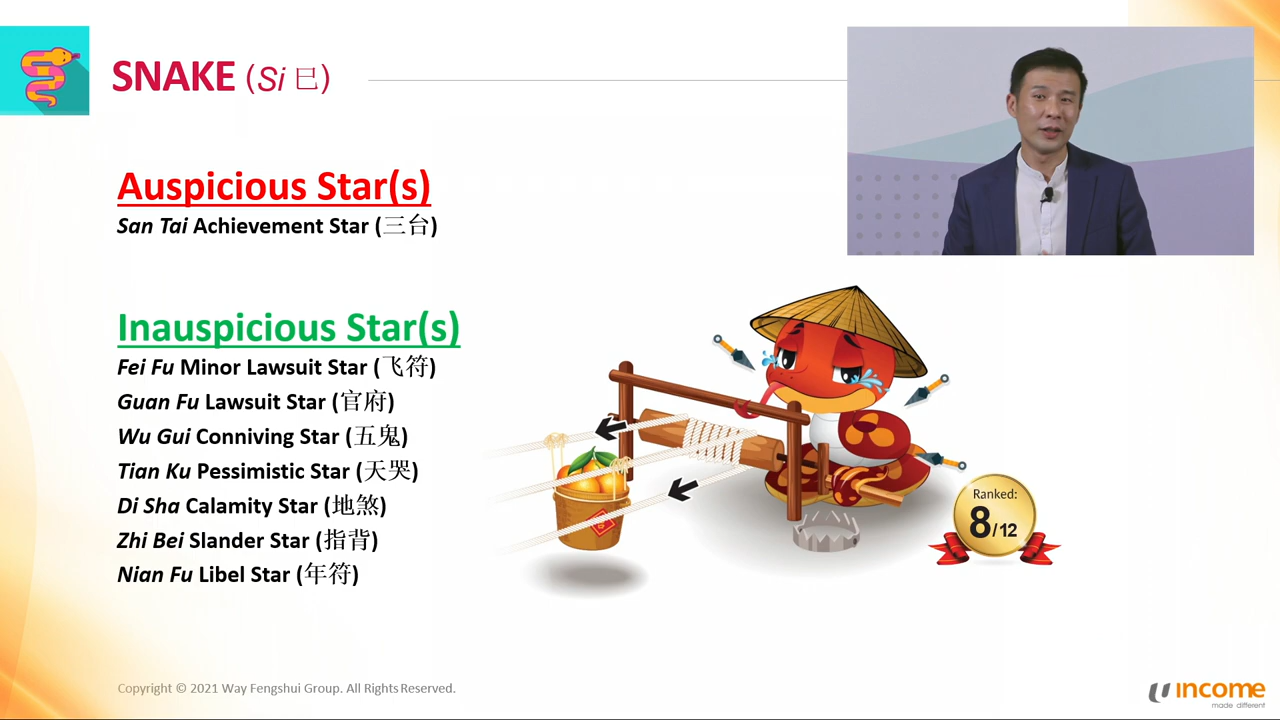 SNAKE (Si 巳)
Auspicious Star(s)
San Tai Achievement Star (三台)
Inauspicious Star(s)
Fei Fu Minor Lawsuit Star (飞符)
Guan Fu Lawsuit Star (官府)
Wu Gui Conniving Star (五鬼)
Tian Ku Pessimistic Star (天哭)
Di Sha Calamity Star (地煞)
Zhi Bei Slander Star (指背)
Nian Fu Libel Star (年符)
Ranked:
8/12
Copyright © 2021 Way Fengshui Group. All Rights Reserved.
income
made different